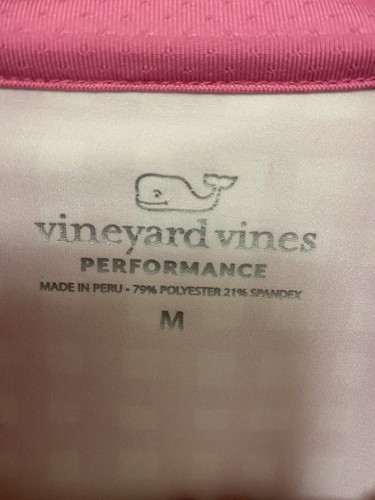 vineyard vines
PERFORMANCE
MADE IN PERU • 79% POLYESTER 21% SPANDEX
M